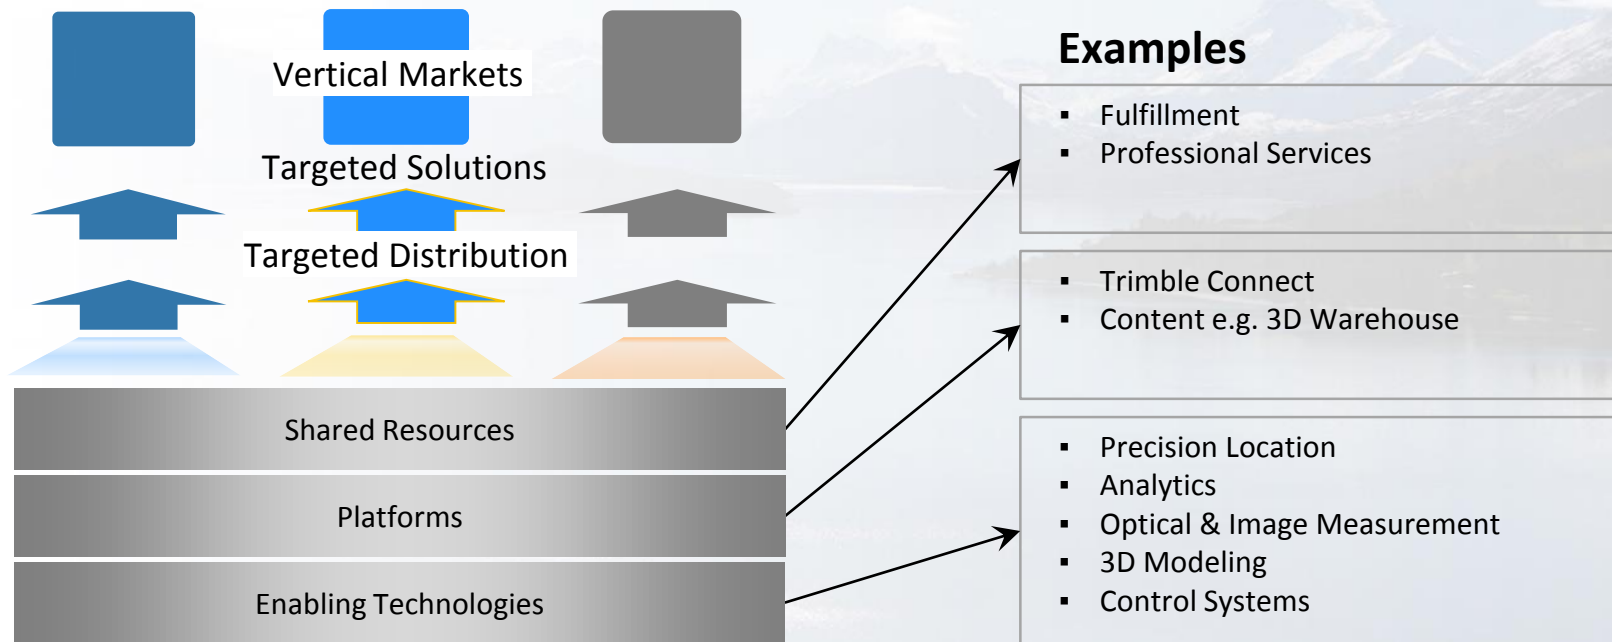 Vertical Markets
Targeted Solutions
Targeted Distribution
Shared Resources
Platforms
Enabling Technologies
Examples
▪ Fulfillment
▪ Professional Services
▪ Trimble Connect
▪ Content e.g. 3D Warehouse
▪ Precision Location
▪ Analytics
▪ Optical & Image Measurement
▪ 3D Modeling
▪ Control Systems